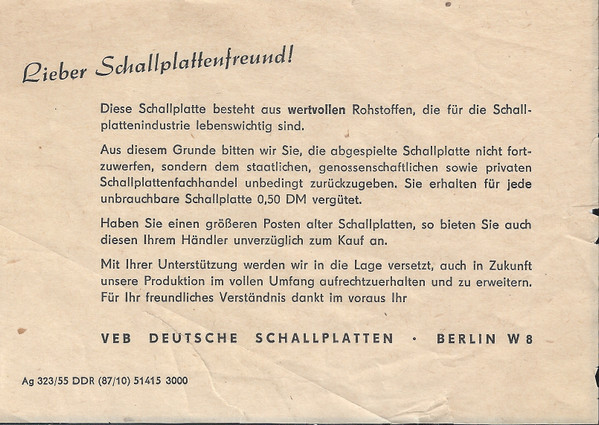 Lieber Schallplattenfreund!
Diese Schallplatte besteht aus wertvollen Rohstoffen, die für die Schall-
plattenindustrie lebenswichtig sind.
Aus diesem Grunde bitten wir Sie, die abgespielte Schallplatte nicht fort-
zuwerfen, sondern dem staatlichen, genossenschaftlichen sowie privaten
Schallplattenfachhandel unbedingt zurückzugeben. Sie erhalten für jede
unbrauchbare Schallplatte 0,50 DM vergütet.
Haben Sie einen größeren Posten alter Schallplatten, so bieten Sie auch
diesen Ihrem Händler unverzüglich zum Kauf an.
Mit Ihrer Unterstützung werden wir in die Lage versetzt, auch in Zukunft
unsere Produktion im vollen Umfang aufrechtzuerhalten und zu erweitern.
Für Ihr freundliches Verständnis dankt im voraus Ihr
VEB DEUTSCHE SCHALLPLATTEN · BERLIN W 8
Ag 323/55 DDR (87/10) 51415 3000